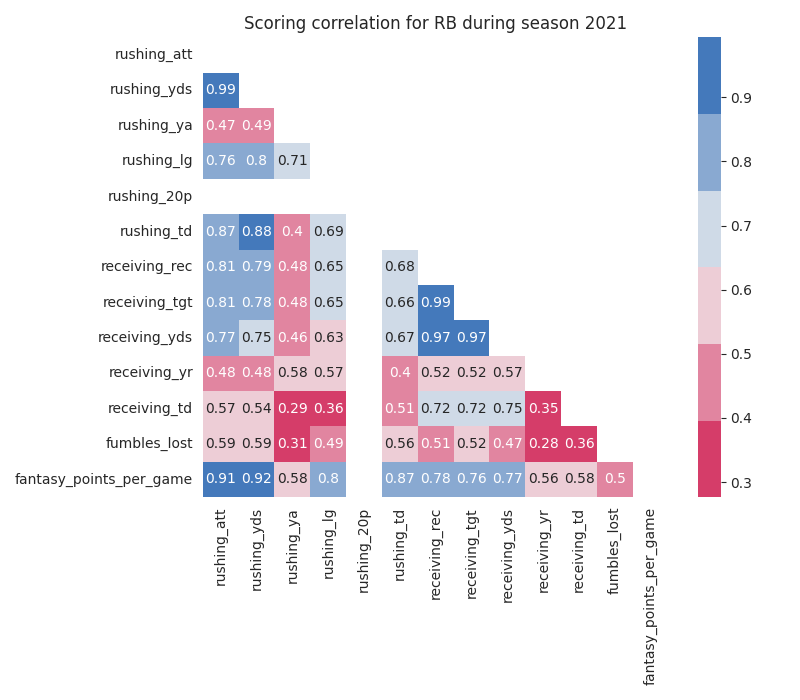 Scoring correlation for RB during season 2021
rushing_att
rushing_yds 0.99
rushing_ya 0.47 0.49
rushing_lg 0.76 0.8 0.71
rushing_20p
rushing_td 0.87 0.88 0.4 0.69
receiving_rec 0.81 0.79 0.48 0.65 0.68
receiving_tgt 0.81 0.78 0.48 0.65 0.66 0.99
receiving_yds 0.77 0.75 0.46 0.63 0.67 0.97 0.97
receiving_yr 0.48 0.48 0.58 0.57 0.4 0.52 0.52 0.57
receiving_td 0.57 0.54 0.29 0.36 0.51 0.72 0.72 0.75 0.35
fumbles_lost 0.59 0.59 0.31 0.49 0.56 0.51 0.52 0.47 0.28 0.36
fantasy_points_per_game 0.91 0.92 0.58 0.8 0.87 0.78 0.76 0.77 0.56 0.58 0.5
rushing_att
rushing_yds
rushing_ya
rushing_lg
rushing_20p
rushing_td
receiving_rec
receiving_tgt
receiving_yds
receiving_yr
receiving_td
fumbles_lost
fantasy_points_per_game
0.9
0.8
0.7
0.6
0.5
0.4
0.3